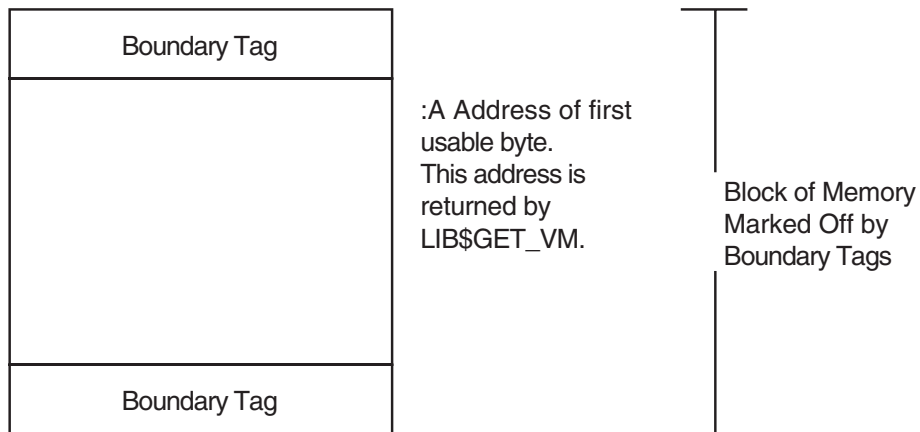 Boundary Tag
:A Address of first
usable byte.
This address is
returned by
LIB$GET_VM.
Block of Memory
Marked Off by
Boundary Tags
Boundary Tag